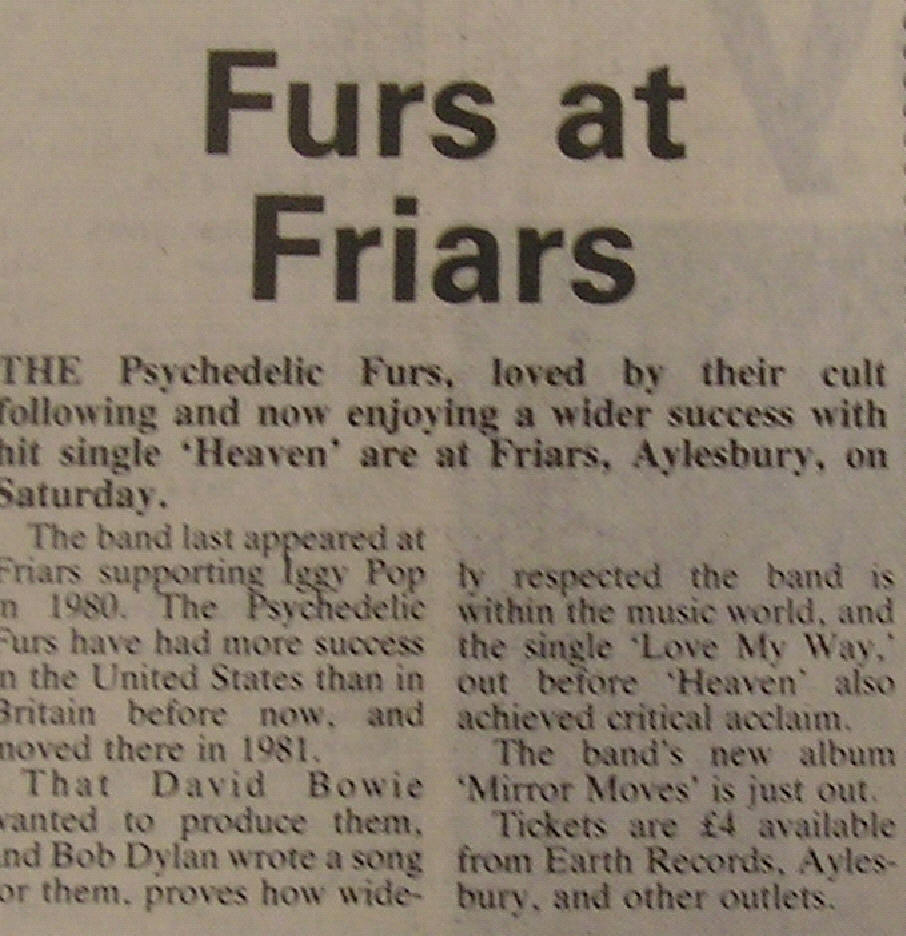 Furs at
Friars
THE Psychedelic Furs, loved by their cult
following and now enjoying a wider success with
hit single ‘Heaven’ are at Friars, Aylesbury, on
Saturday.
The band last appeared at
Friars supporting Iggy Pop
in 1980. The Psychedelic
Furs have had more success
in the United States than in
Britain before now, and
moved there in 1981.
That David Bowie
wanted to produce them,
and Bob Dylan wrote a song
for them, proves how wide-
ly respected the band is
within the music world, and
the single ‘Love My Way,’
out before ‘Heaven’ also
achieved critical acclaim.
The band's new album
‘Mirror Moves’ is just out.
Tickets are £4 available
from Earth Records, Ayles-
bury, and other outlets.